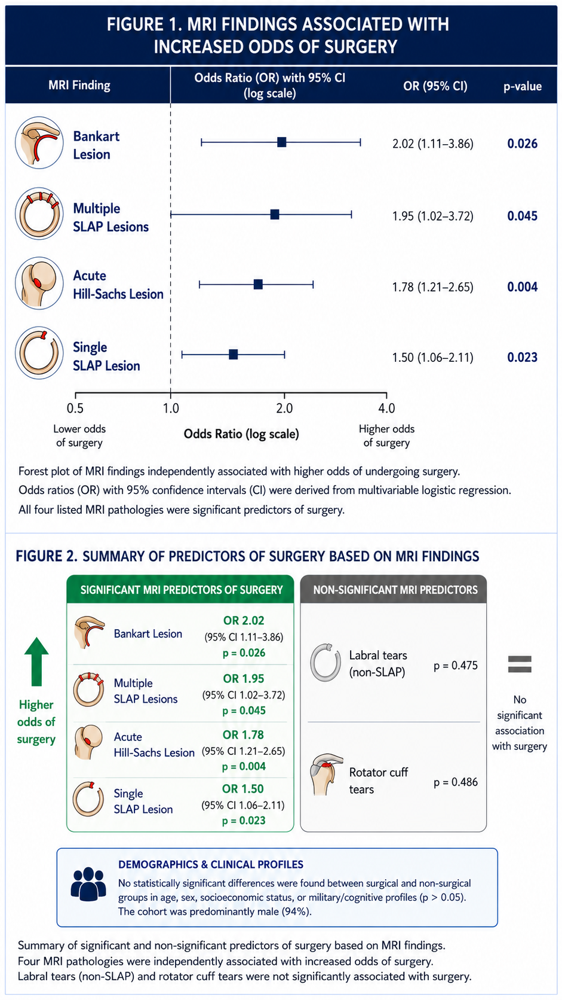 FIGURE 1. MRI FINDINGS ASSOCIATED WITH
INCREASED ODDS OF SURGERY
MRI Finding
Odds Ratio (OR) with 95% CI
(log scale)
OR (95% CI)
p-value
Bankart
Lesion
2.02 (1.11–3.86)
0.026
Multiple
SLAP Lesions
1.95 (1.02–3.72)
0.045
Acute
Hill-Sachs Lesion
1.78 (1.21–2.65)
0.004
Single
SLAP Lesion
1.50 (1.06–2.11)
0.023
0.5
1.0
2.0
4.0
Lower odds
of surgery
Odds Ratio (log scale)
Higher odds
of surgery
Forest plot of MRI findings independently associated with higher odds of undergoing surgery.
Odds ratios (OR) with 95% confidence intervals (CI) were derived from multivariable logistic regression.
All four listed MRI pathologies were significant predictors of surgery.
FIGURE 2. SUMMARY OF PREDICTORS OF SURGERY BASED ON MRI FINDINGS
Higher
odds of
surgery
SIGNIFICANT MRI PREDICTORS OF SURGERY
Bankart Lesion
OR 2.02
(95% CI 1.11–3.86)
p = 0.026
Multiple
SLAP Lesions
OR 1.95
(95% CI 1.02–3.72)
p = 0.045
Acute
Hill-Sachs Lesion
OR 1.78
(95% CI 1.21–2.65)
p = 0.004
Single
SLAP Lesion
OR 1.50
(95% CI 1.06–2.11)
p = 0.023
NON-SIGNIFICANT MRI PREDICTORS
Labral tears
(non-SLAP)
p = 0.475
Rotator cuff
tears
p = 0.486
No
significant
association
with surgery
DEMOGRAPHICS & CLINICAL PROFILES
No statistically significant differences were found between surgical and non-surgical
groups in age, sex, socioeconomic status, or military/cognitive profiles (p > 0.05).
The cohort was predominantly male (94%).
Summary of significant and non-significant predictors of surgery based on MRI findings.
Four MRI pathologies were independently associated with increased odds of surgery.
Labral tears (non-SLAP) and rotator cuff tears were not significantly associated with surgery.